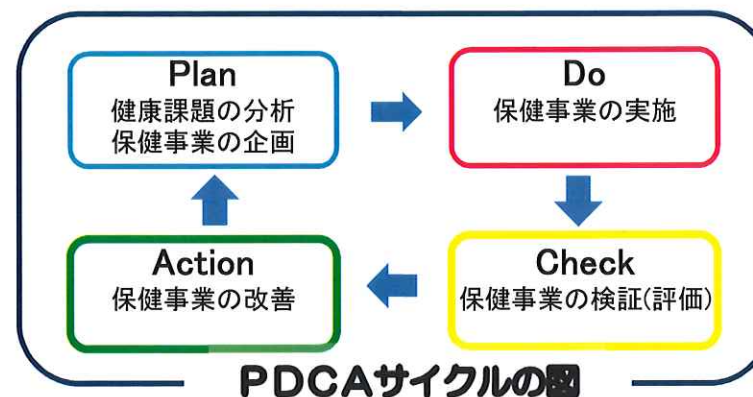 Plan
健康課題の分析
保健事業の企画
Do
保健事業の実施
Action
保健事業の改善
Check
保健事業の検証(評価)
PDCAサイクルの図